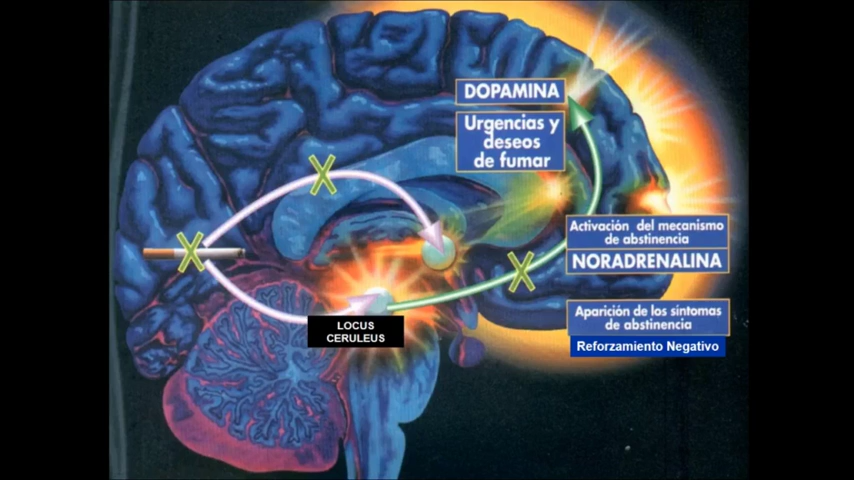 DOPAMINA
Urgencias y
deseos
de fumar
Activación del mecanismo
de abstinencia
NORADRENALINA
Aparición de los síntomas
de abstinencia
Reforzamiento Negativo
LOCUS
CERULEUS